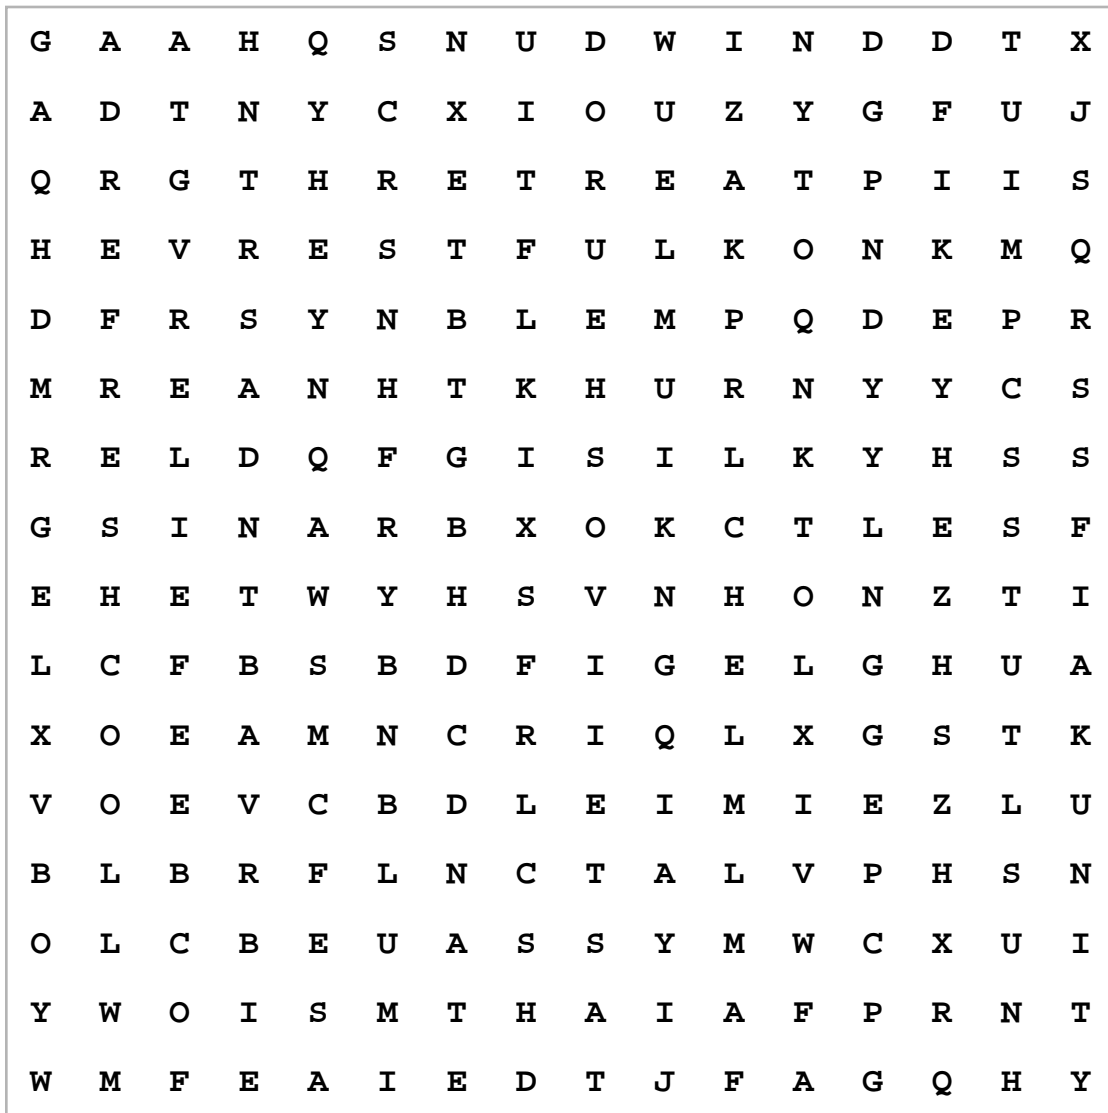 G A A H Q S N U D W I N D D T X
A D T N Y C X I O U Z Y G F U J
Q R G T H R E T R E A T P I I S
H E V R E S T F U L K O N K M Q
D F R S Y N B L E M P Q D E P R
M R E A N H T K H U R N Y Y C S
R E L D Q F G I S I L K Y H S S
G S I N A R B X O K C T L E S F
E H E T W Y H S V N H O N Z T I
L C F B S B D F I G E L G H U A
X O E A M N C R I Q L X G S T K
V O E V C B D L E I M I E Z L U
B L B R F L N C T A L V P H S N
O L C B E U A S S Y M W C X U I
Y W O I S M T H A I A F P R N T
W M F E A I E D T J F A G Q H Y